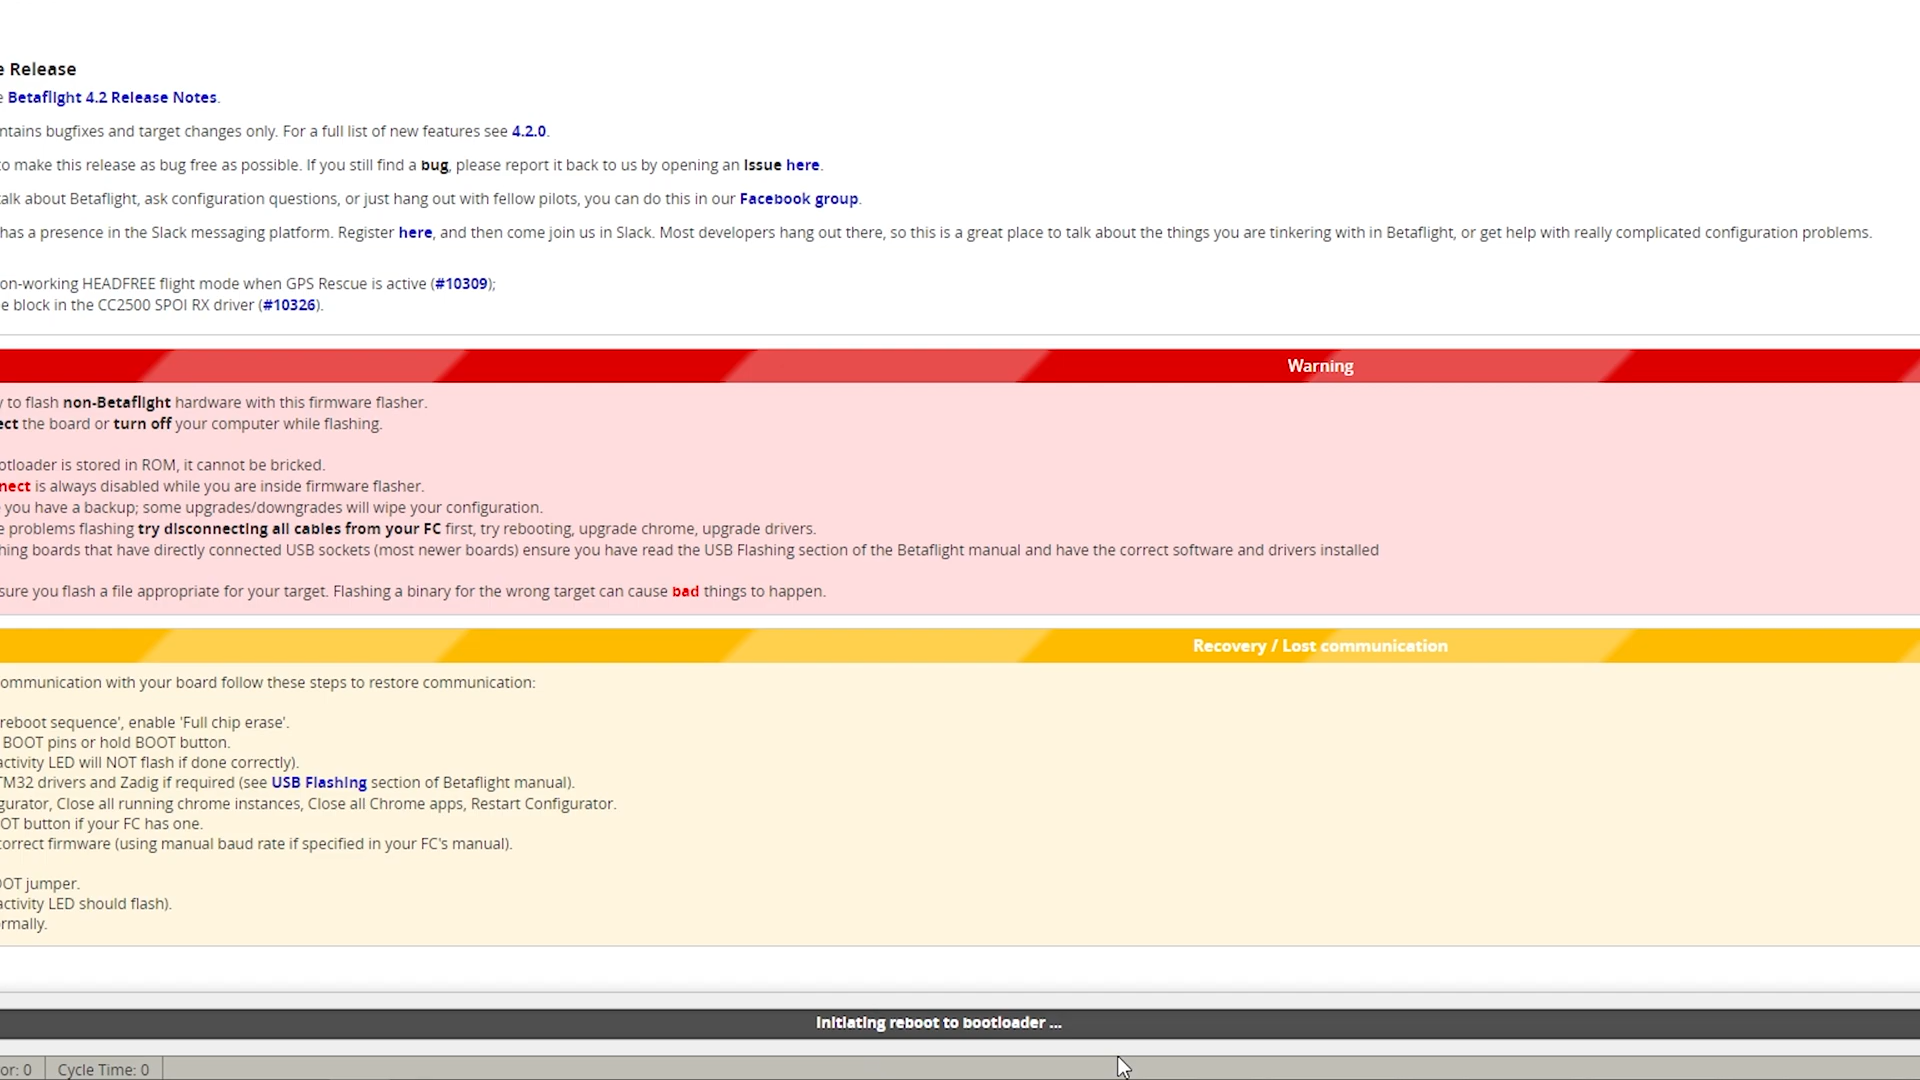 e Release
e Betaflight 4.2 Release Notes.
ntains bugfixes and target changes only. For a full list of new features see 4.2.0.
to make this release as bug free as possible. If you still find a bug, please report it back to us by opening an Issue here.
talk about Betaflight, ask configuration questions, or just hang out with fellow pilots, you can do this in our Facebook group.
has a presence in the Slack messaging platform. Register here, and then come join us in Slack. Most developers hang out there, so this is a great place to talk about the things you are tinkering with in Betaflight, or get help with really complicated configuration problems.
on-working HEADFREE flight mode when GPS Rescue is active (#10309);
e block in the CC2500 SPOI RX driver (#10326).
Warning
y to flash non-Betaflight hardware with this firmware flasher.
ect the board or turn off your computer while flashing.
otloader is stored in ROM, it cannot be bricked.
nect is always disabled while you are inside firmware flasher.
you have a backup; some upgrades/downgrades will wipe your configuration.
e problems flashing try disconnecting all cables from your FC first, try rebooting, upgrade chrome, upgrade drivers.
hing boards that have directly connected USB sockets (most newer boards) ensure you have read the USB Flashing section of the Betaflight manual and have the correct software and drivers installed
sure you flash a file appropriate for your target. Flashing a binary for the wrong target can cause bad things to happen.
Recovery / Lost communication
ommunication with your board follow these steps to restore communication:
reboot sequence', enable 'Full chip erase'.
BOOT pins or hold BOOT button.
activity LED will NOT flash if done correctly).
TM32 drivers and Zadig if required (see USB Flashing section of Betaflight manual).
gurator, Close all running chrome instances, Close all Chrome apps, Restart Configurator.
OT button if your FC has one.
correct firmware (using manual baud rate if specified in your FC's manual).
OOT jumper.
activity LED should flash).
rmally.
Initiating reboot to bootloader ...
or: 0 Cycle Time: 0